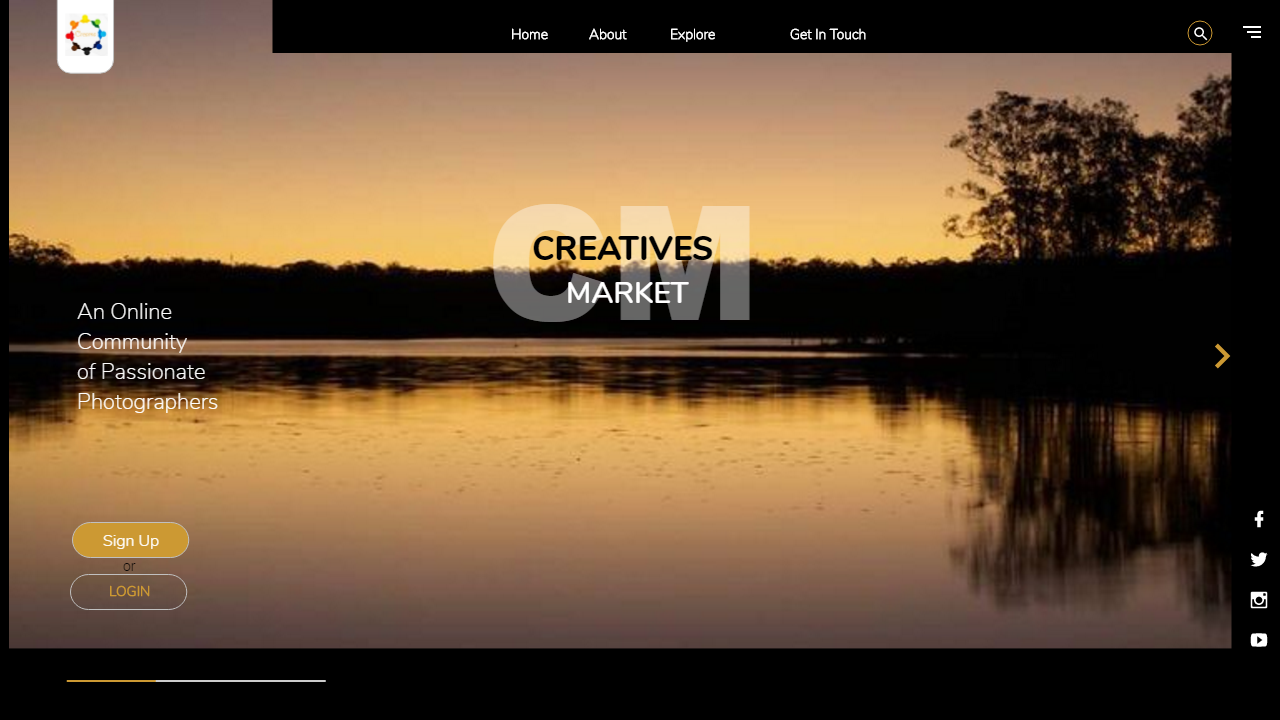 Home About Explore Get In Touch
CM
CREATIVES
MARKET
An Online
Community
of Passionate
Photographers
Sign Up
or
LOGIN